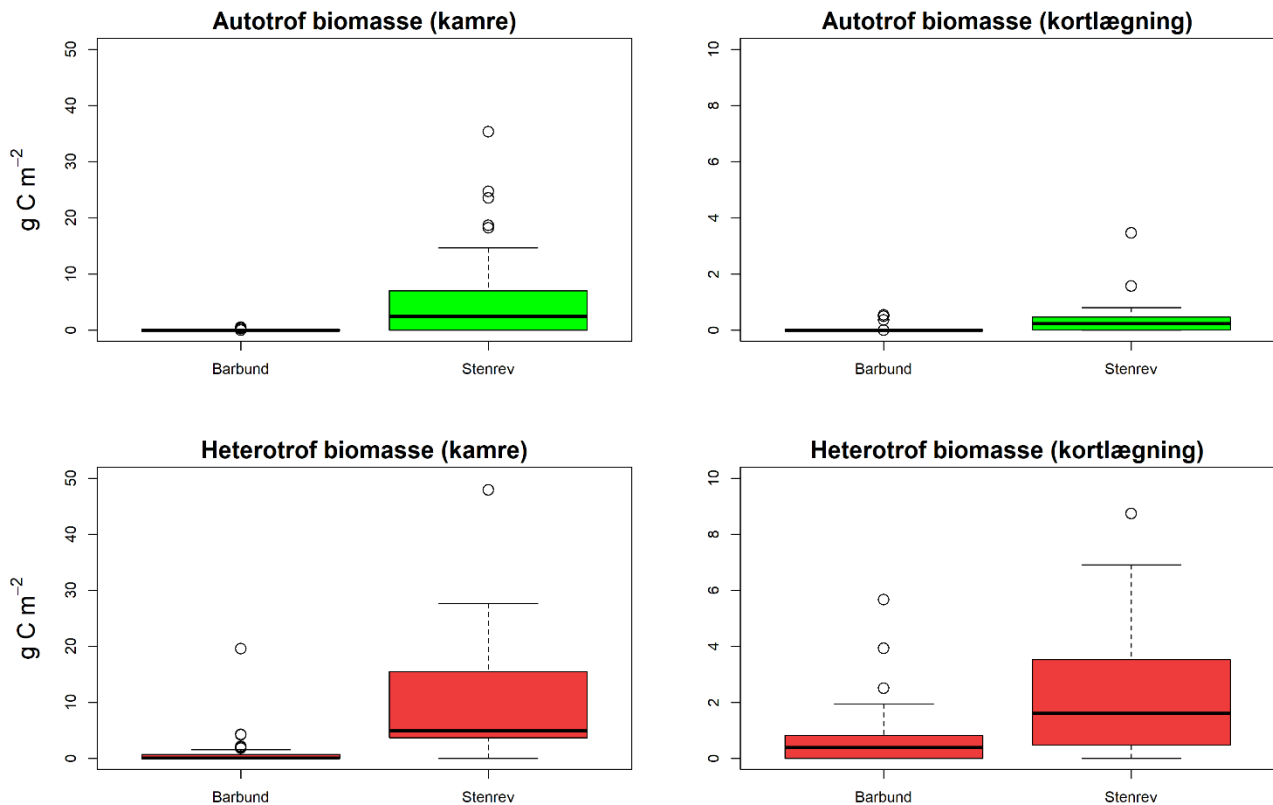 Autotrof biomasse (kamre)
g C m⁻²
50
40
30
20
10
0
Barbund
Stenrev
Autotrof biomasse (kortlægning)
10
8
6
4
2
0
Barbund
Stenrev
Heterotrof biomasse (kamre)
g C m⁻²
50
40
30
20
10
0
Barbund
Stenrev
Heterotrof biomasse (kortlægning)
10
8
6
4
2
0
Barbund
Stenrev